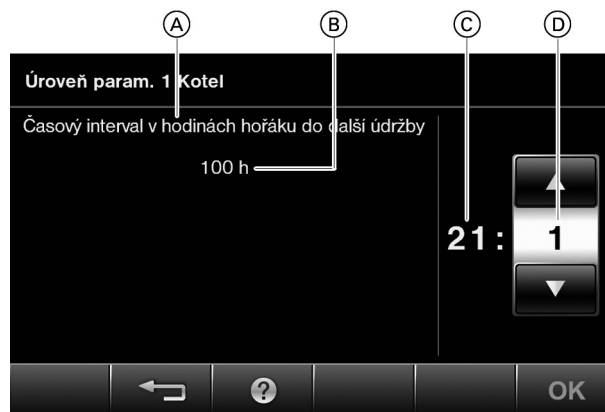 A B C D
Úroveň param. 1 Kotel
Časový interval v hodinách hořáku do další údržby
100 h
21: 1
? OK